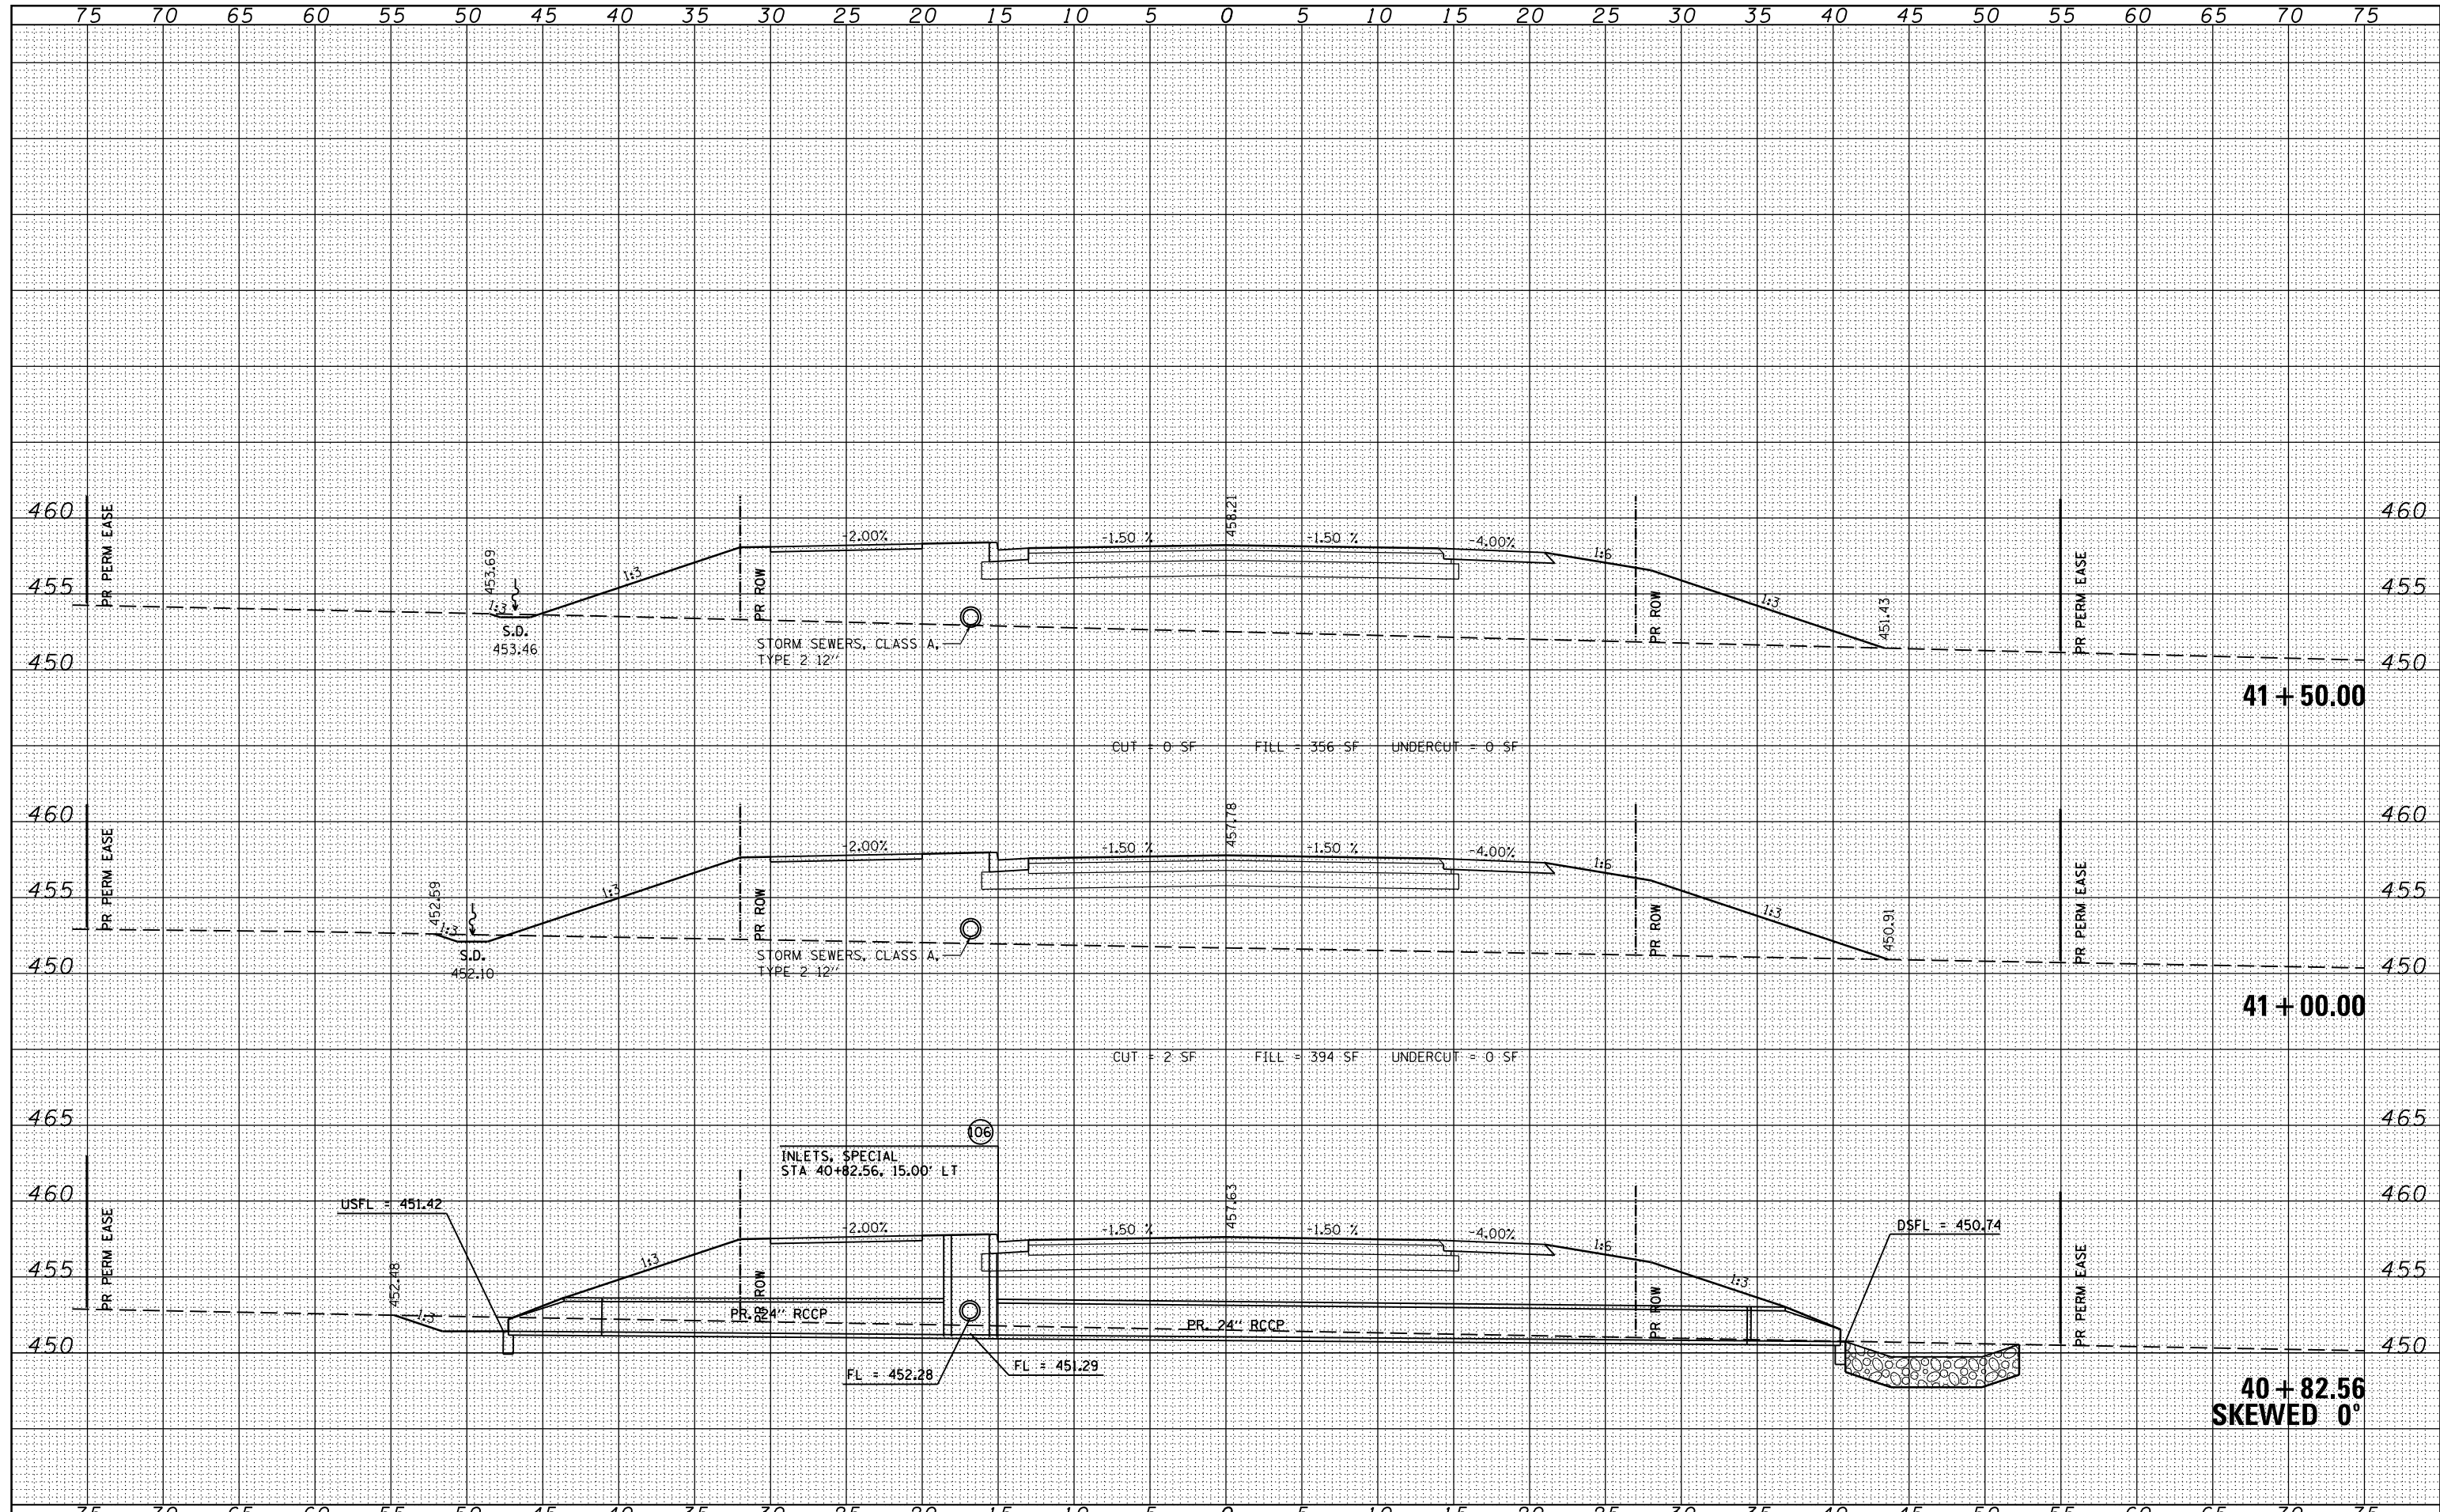 75 70 65 60 55 50 45 40 35 30 25 20 15 10 5 0 5 10 15 20 25 30 35 40 45 50 55 60 65 70 75
460 460
PR PERM EASE
453.69
1:3
S.D.
453.46
1:3
PR ROW
-2.00%
STORM SEWERS, CLASS A,
TYPE 2 12"
-1.50 %
458.21
-1.50 %
-4.00%
1:6
PR ROW
1:3
451.43
PR PERM EASE
455 455
450 450
41+50.00
CUT = 0 SF FILL = 356 SF UNDERCUT = 0 SF
460 460
PR PERM EASE
452.59
1:3
S.D.
452.10
1:3
PR ROW
-2.00%
STORM SEWERS, CLASS A,
TYPE 2 12"
-1.50 %
457.78
-1.50 %
-4.00%
1:6
PR ROW
1:3
450.91
PR PERM EASE
455 455
450 450
41+00.00
CUT = 2 SF FILL = 394 SF UNDERCUT = 0 SF
465 465
106
INLETS, SPECIAL
STA 40+82.56, 15.00' LT
460 460
USFL = 451.42
PR PERM EASE
452.48
1:3
1:3
PR ROW
-2.00%
-1.50 %
457.63
-1.50 %
-4.00%
1:6
PR ROW
1:3
DSFL = 450.74
PR PERM EASE
455 455
PR. 24" RCCP
PR. 24" RCCP
450 450
FL = 452.28
FL = 451.29
40+82.56
SKEWED 0°
75 70 65 60 55 50 45 40 35 30 25 20 15 10 5 0 5 10 15 20 25 30 35 40 45 50 55 60 65 70 75